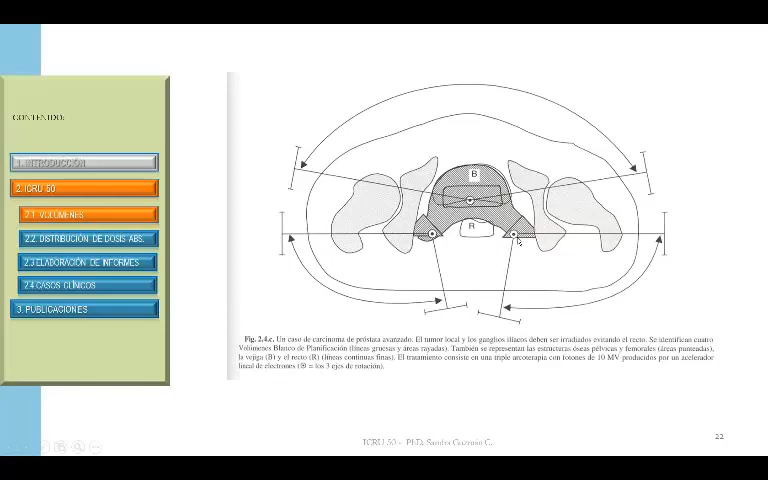 CONTENIDO:
1. INTRODUCCIÓN
2. ICRU 50
2.1 VOLÚMENES
2.2. DISTRIBUCIÓN DE DOSIS ABS.
2.3 ELABORACIÓN DE INFORMES
2.4 CASOS CLÍNICOS
3. PUBLICACIONES
B
R
Fig. 2.4.c. Un caso de carcinoma de próstata avanzado. El tumor local y los ganglios ilíacos deben ser irradiados evitando el recto. Se identifican cuatro
Volúmenes Blanco de Planificación (líneas gruesas y áreas rayadas). También se representan las estructuras óseas pélvicas y femorales (áreas punteadas),
la vejiga (B) y el recto (R) (líneas continuas finas). El tratamiento consiste en una triple arcoterapia con fotones de 10 MV producidos por un acelerador
lineal de electrones (⊕ = los 3 ejes de rotación).
ICRU 50 - PhD. Sandra Guzmán C.
22